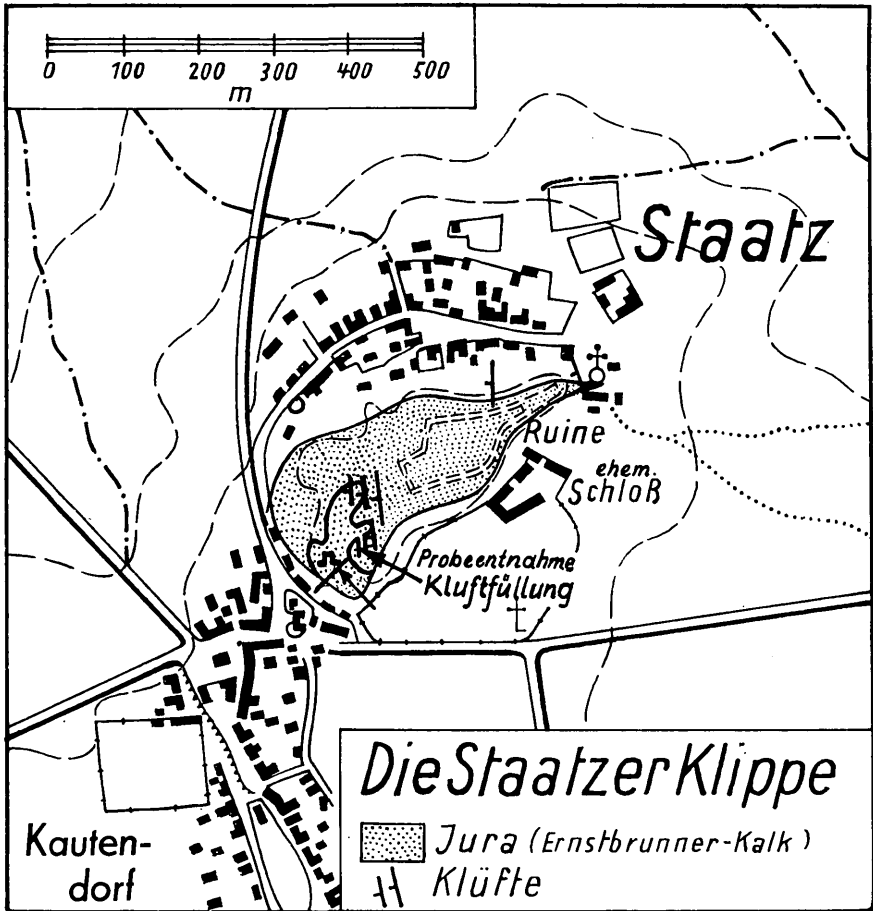 0 100 200 300 400 500
m
Staatz
Ruine
ehem.
Schloß
Probeentnahme
Kluftfüllung
Die Staatzer Klippe
Jura (Ernstbrunner-Kalk)
Klüfte
Kauten-
dorf